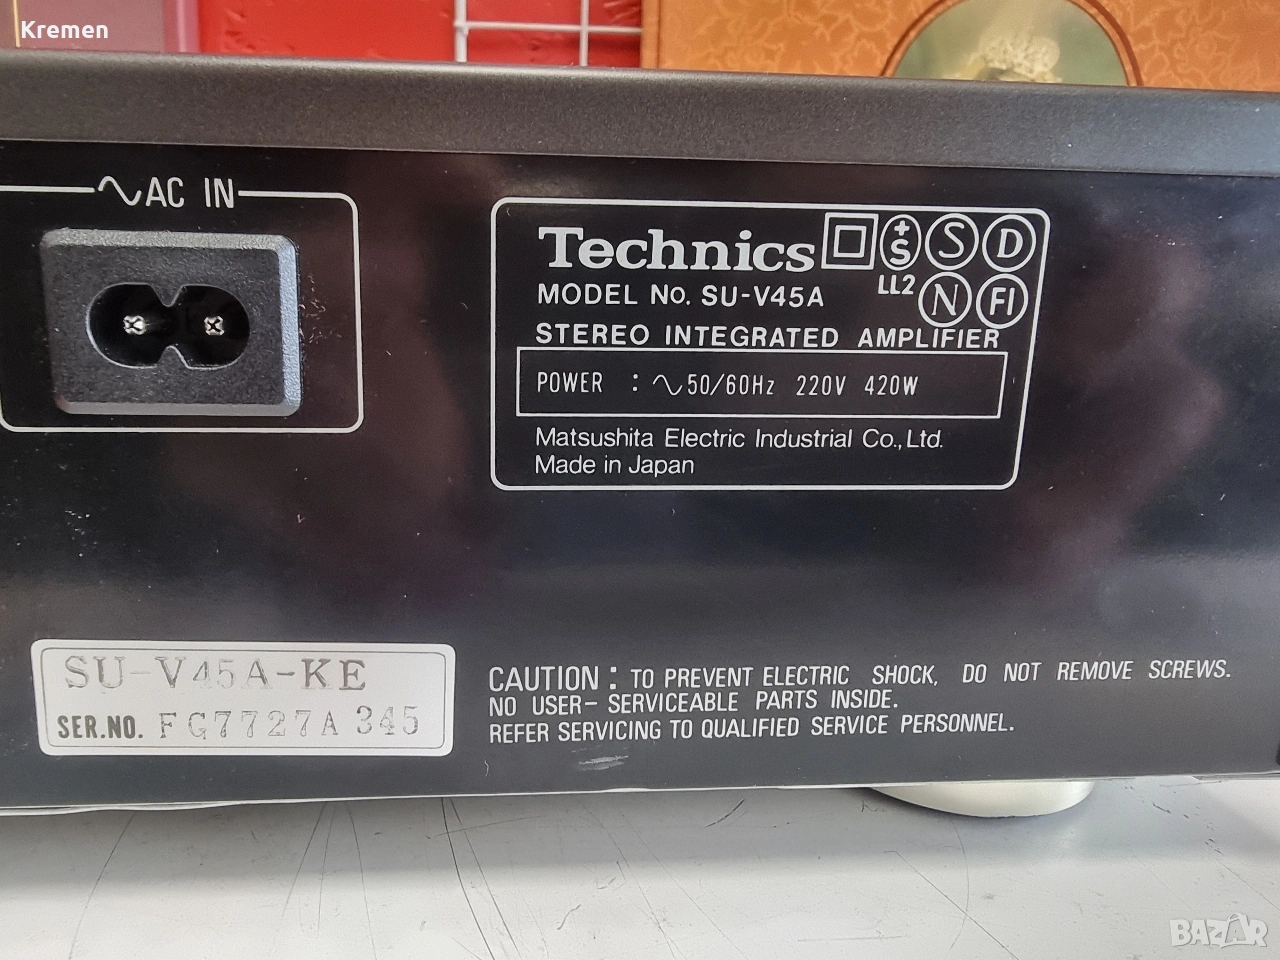 Kremen
AC IN
Technics
+S
S
D
LL2
N
FI
MODEL No. SU-V45A
STEREO INTEGRATED AMPLIFIER
POWER : ∿50/60Hz 220V 420W
Matsushita Electric Industrial Co., Ltd.
Made in Japan
SU-V45A-KE
SER.NO. FG7727A345
CAUTION : TO PREVENT ELECTRIC SHOCK, DO NOT REMOVE SCREWS.
NO USER- SERVICEABLE PARTS INSIDE.
REFER SERVICING TO QUALIFIED SERVICE PERSONNEL.
BAZAR